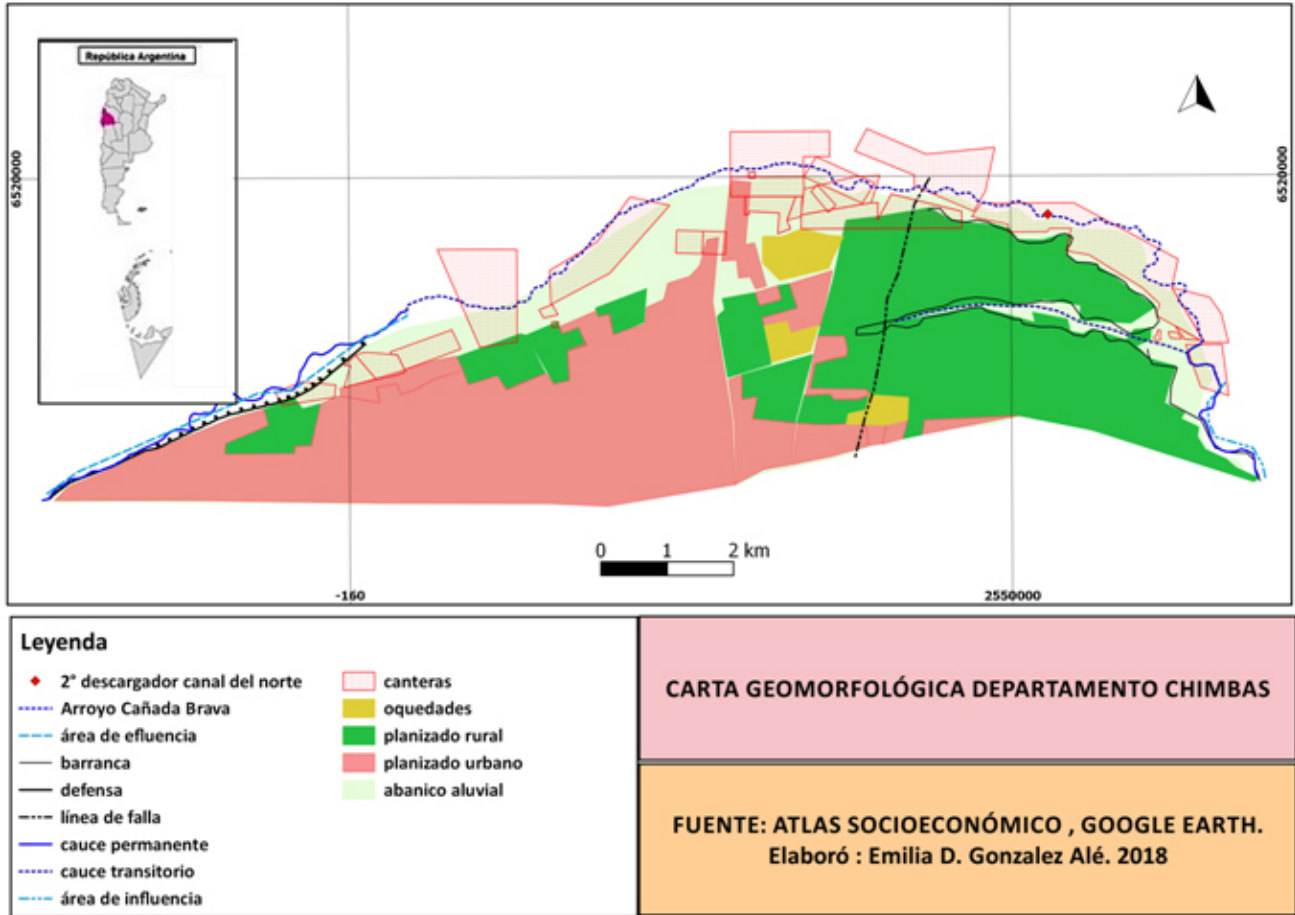 República Argentina
6520000
6520000
0 1 2 km
-160
2550000
Leyenda
2° descargador canal del norte
Arroyo Cañada Brava
área de efluencia
barranca
defensa
línea de falla
cauce permanente
cauce transitorio
área de influencia
canteras
oquedades
planizado rural
planizado urbano
abanico aluvial
CARTA GEOMORFOLÓGICA DEPARTAMENTO CHIMBAS
FUENTE: ATLAS SOCIOECONÓMICO , GOOGLE EARTH.
Elaboró : Emilia D. Gonzalez Alé. 2018